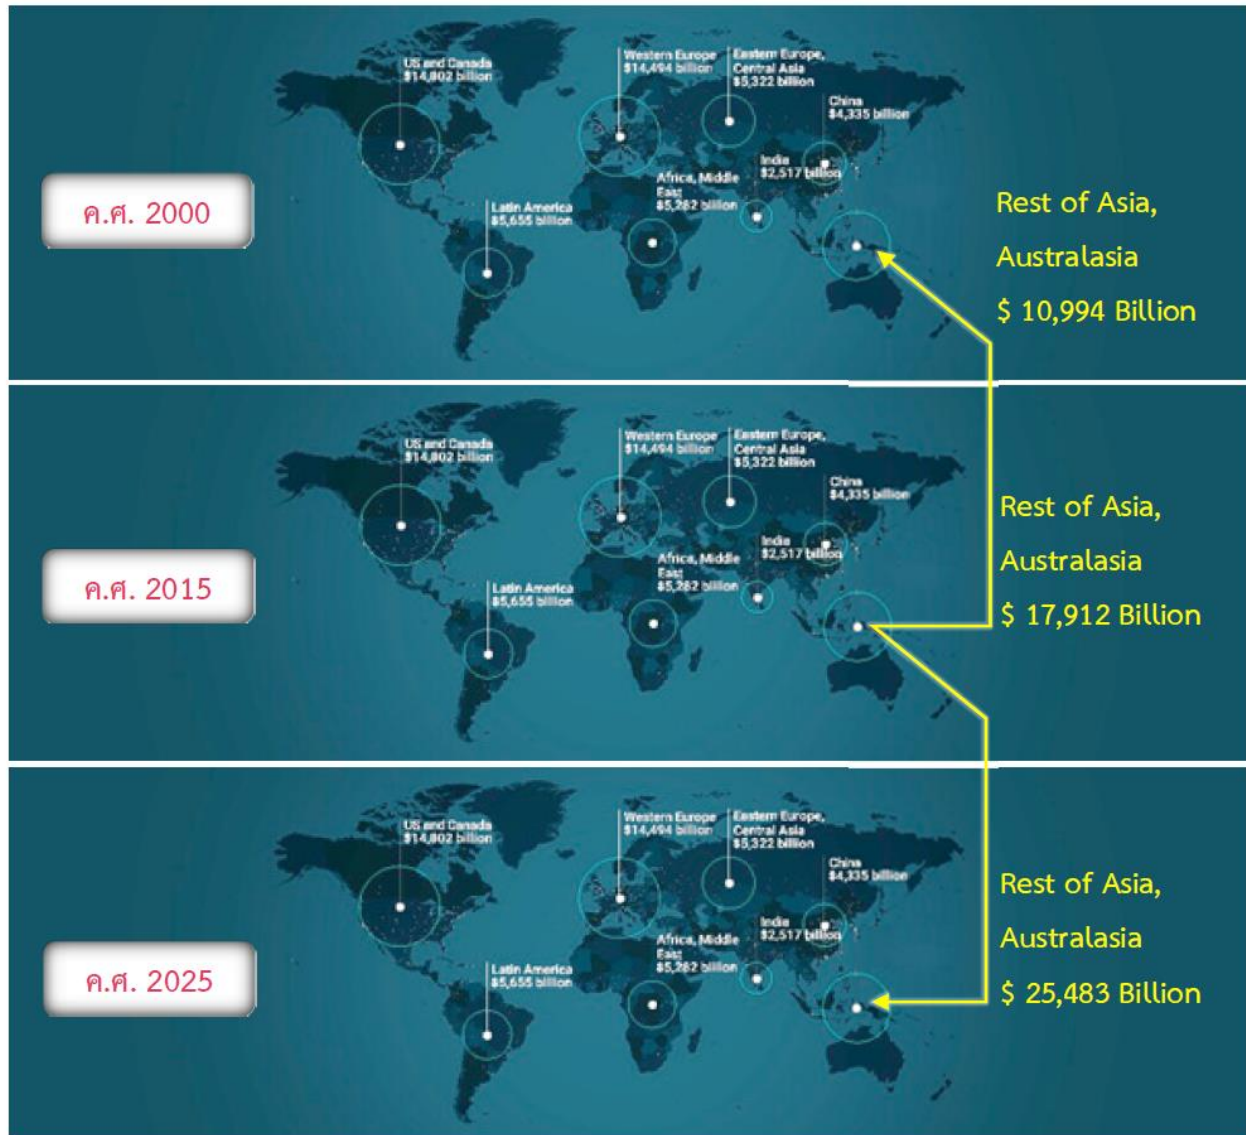 US and Canada
$14,802 billion
Western Europe
$14,494 billion
Eastern Europe,
Central Asia
$5,322 billion
China
$4,335 billion
India
$2,517 billion
Africa, Middle
East
$5,282 billion
Latin America
$5,655 billion
ค.ศ. 2000
Rest of Asia,
Australasia
$ 10,994 Billion
US and Canada
$14,802 billion
Western Europe
$14,494 billion
Eastern Europe,
Central Asia
$5,322 billion
China
$4,335 billion
India
$2,517 billion
Africa, Middle
East
$5,282 billion
Latin America
$5,655 billion
ค.ศ. 2015
Rest of Asia,
Australasia
$ 17,912 Billion
US and Canada
$14,802 billion
Western Europe
$14,494 billion
Eastern Europe,
Central Asia
$5,322 billion
China
$4,335 billion
India
$2,517 billion
Africa, Middle
East
$5,282 billion
Latin America
$5,655 billion
ค.ศ. 2025
Rest of Asia,
Australasia
$ 25,483 Billion